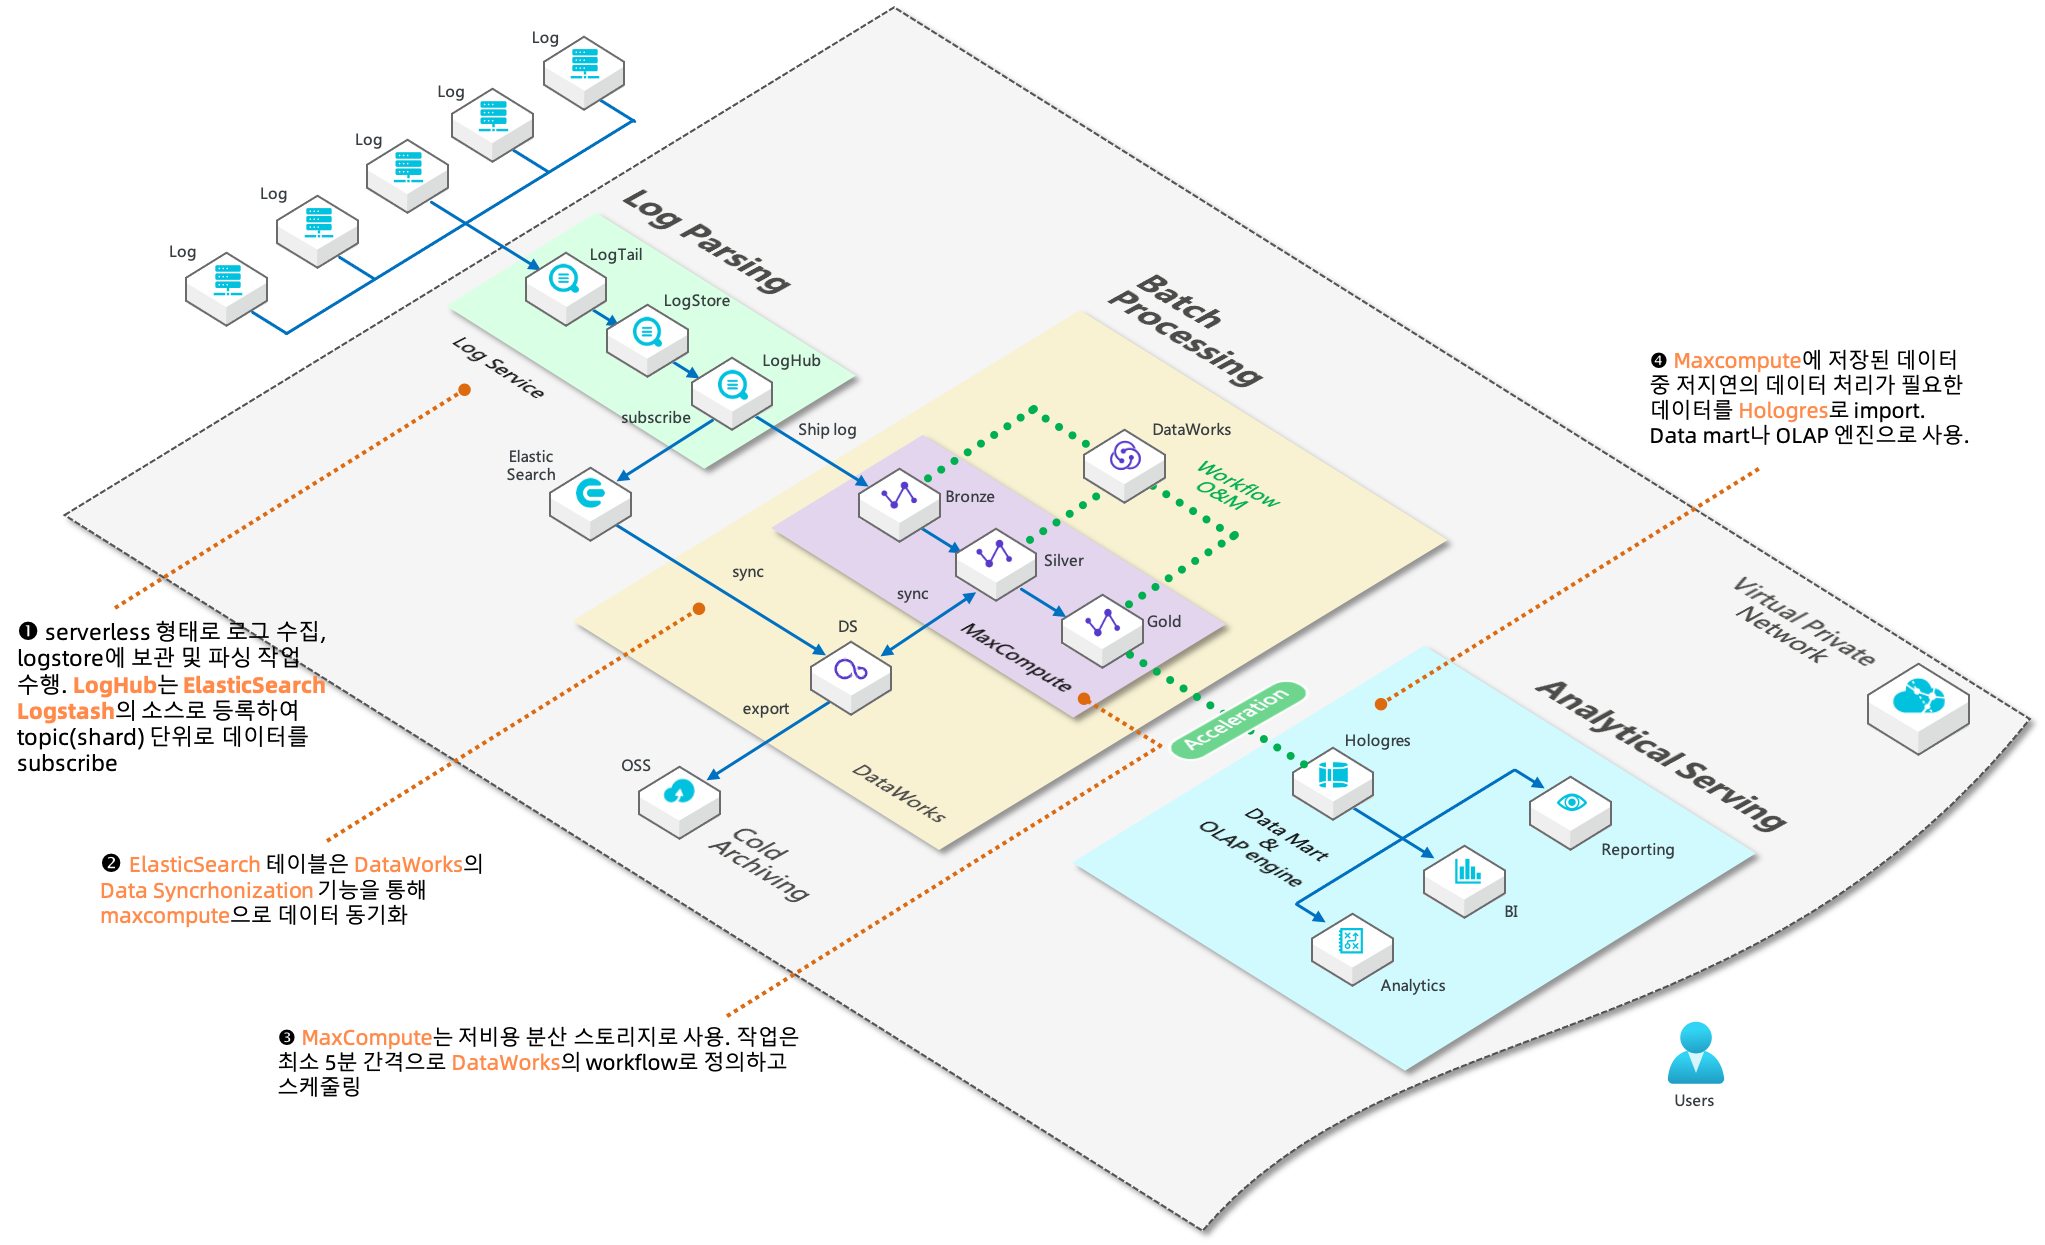 Log
Log
Log
Log
Log
Log Parsing
LogTail
LogStore
LogHub
Log Service
subscribe
Ship log
Elastic
Search
Batch
Processing
DataWorks
Workflow
O&M
Bronze
Silver
Gold
MaxCompute
sync
sync
DS
export
OSS
Cold
Archiving
DataWorks
Acceleration
Analytical Serving
Hologres
Data Mart
&
OLAP engine
Reporting
BI
Analytics
Virtual Private
Network
Users
❶ serverless 형태로 로그 수집,
logstore에 보관 및 파싱 작업
수행. LogHub는 ElasticSearch
Logstash의 소스로 등록하여
topic(shard) 단위로 데이터를
subscribe
❷ ElasticSearch 테이블은 DataWorks의
Data Syncrhonization 기능을 통해
maxcompute으로 데이터 동기화
❸ MaxCompute는 저비용 분산 스토리지로 사용. 작업은
최소 5분 간격으로 DataWorks의 workflow로 정의하고
스케줄링
❹ Maxcompute에 저장된 데이터
중 저지연의 데이터 처리가 필요한
데이터를 Hologres로 import.
Data mart나 OLAP 엔진으로 사용.